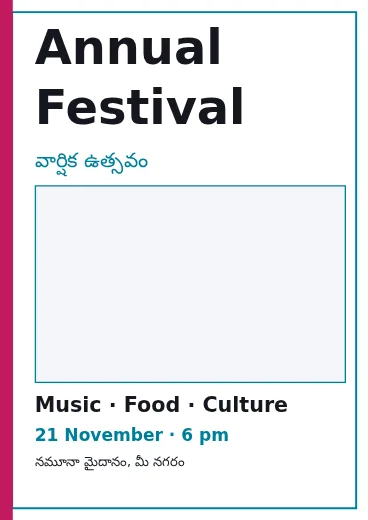 Annual
Festival
వార్షిక ఉత్సవం
Music · Food · Culture
21 November · 6 pm
నమూనా మైదానం, మీ నగరం